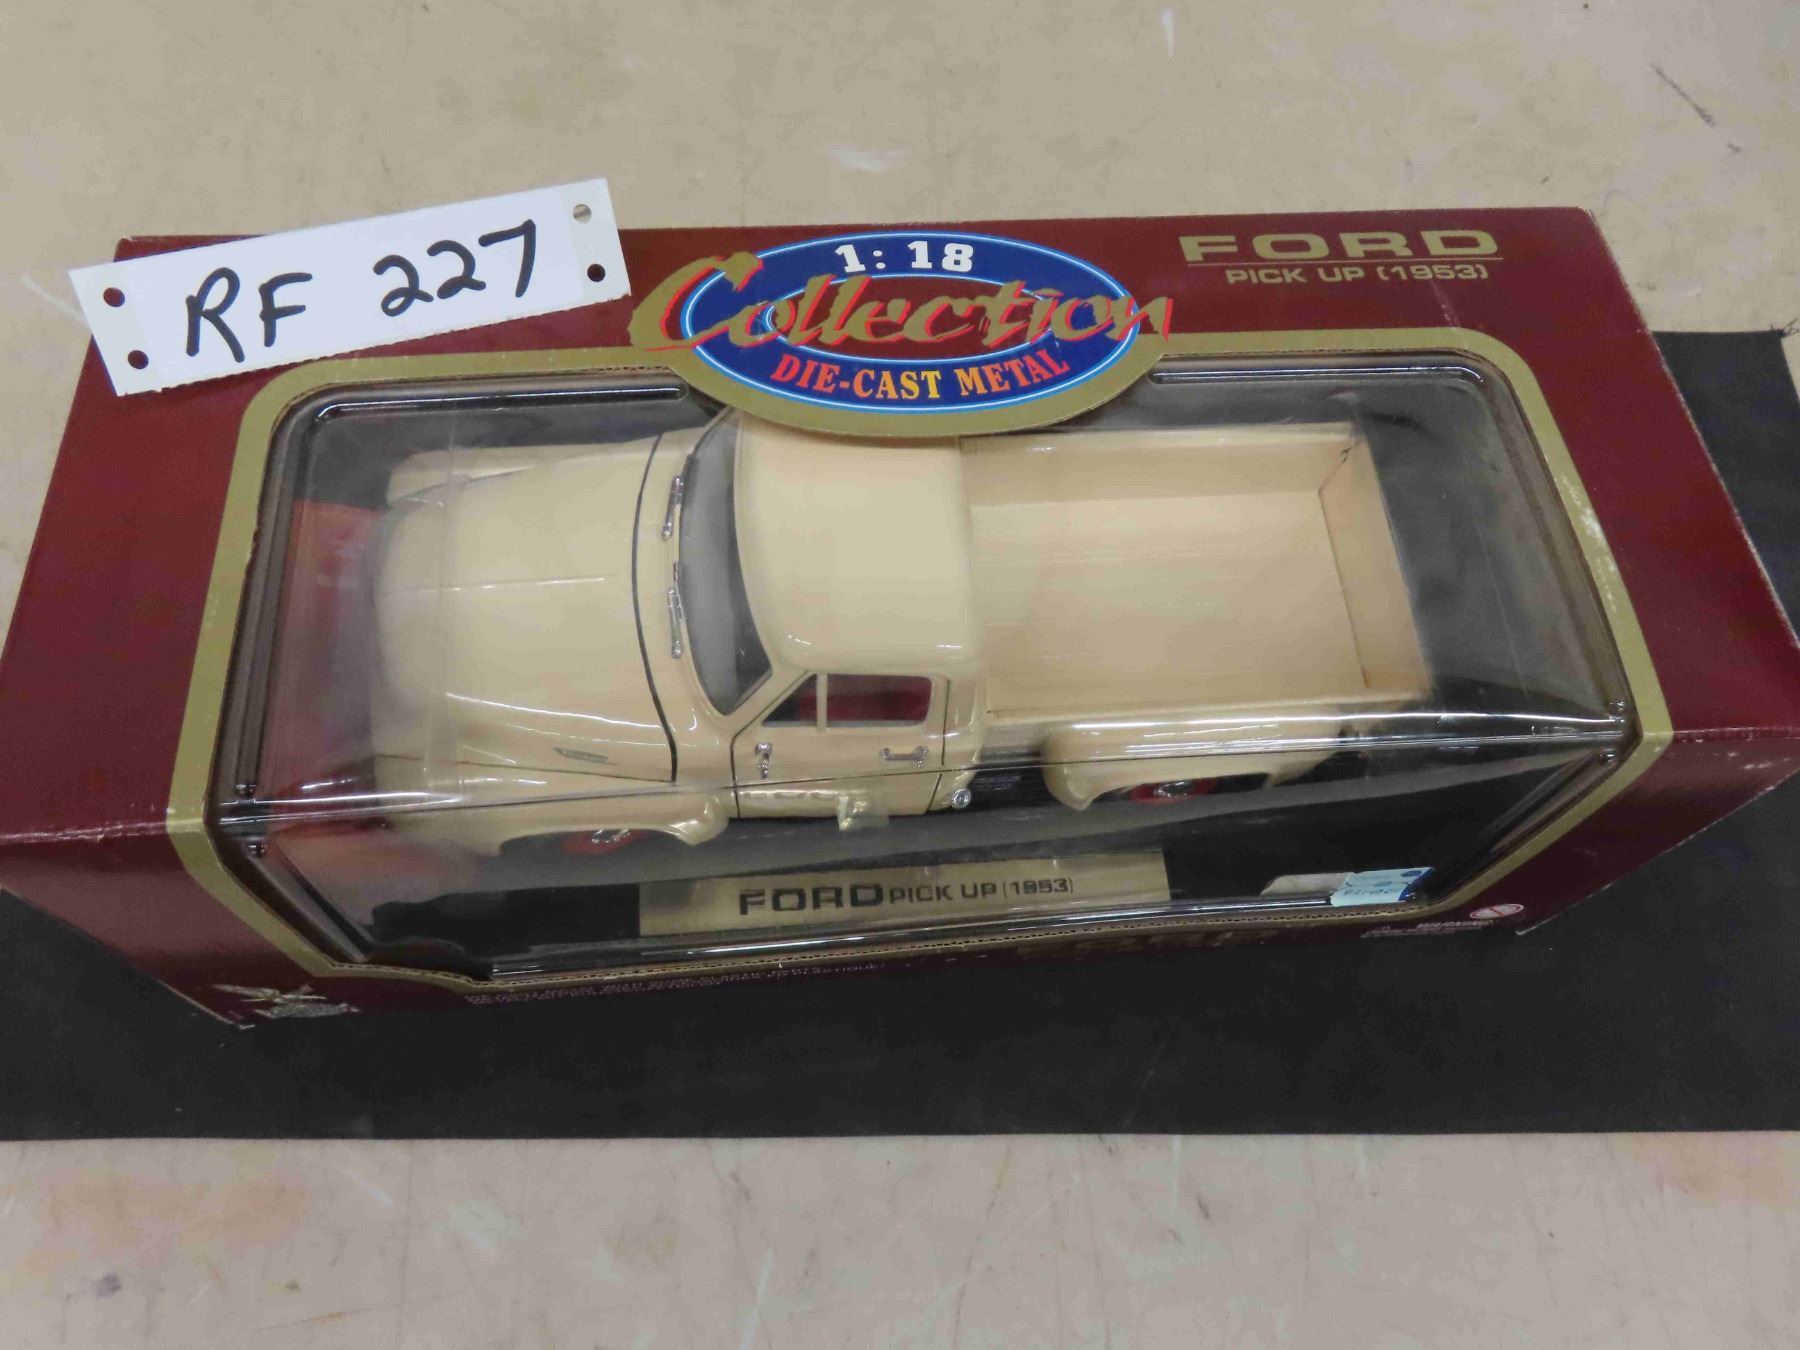 RF 227
1:18
Collection
DIE-CAST METAL
FORD
PICK UP (1953)
FORD PICK UP (1953)